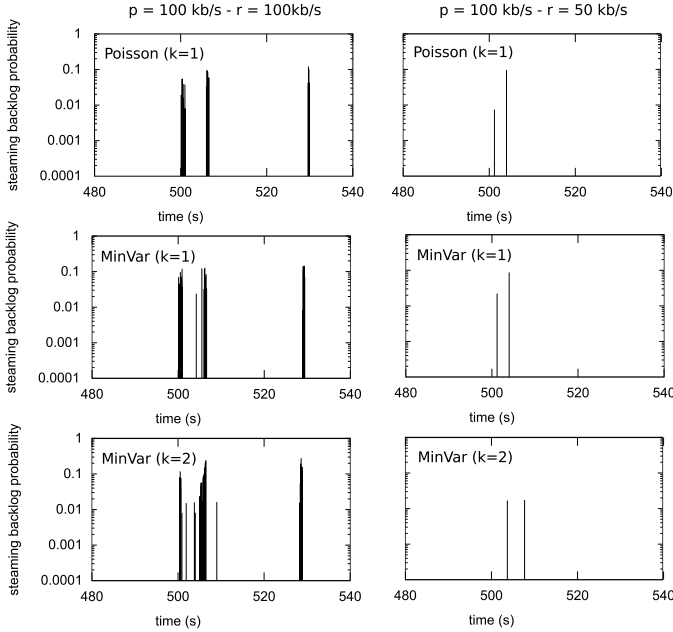 p = 100 kb/s - r = 100kb/s
p = 100 kb/s - r = 50 kb/s
steaming backlog probability
1
0.1
0.01
0.001
0.0001
Poisson (k=1)
480 500 520 540
time (s)
Poisson (k=1)
480 500 520 540
time (s)
steaming backlog probability
1
0.1
0.01
0.001
0.0001
MinVar (k=1)
480 500 520 540
time (s)
MinVar (k=1)
480 500 520 540
time (s)
steaming backlog probability
1
0.1
0.01
0.001
0.0001
MinVar (k=2)
480 500 520 540
time (s)
MinVar (k=2)
480 500 520 540
time (s)